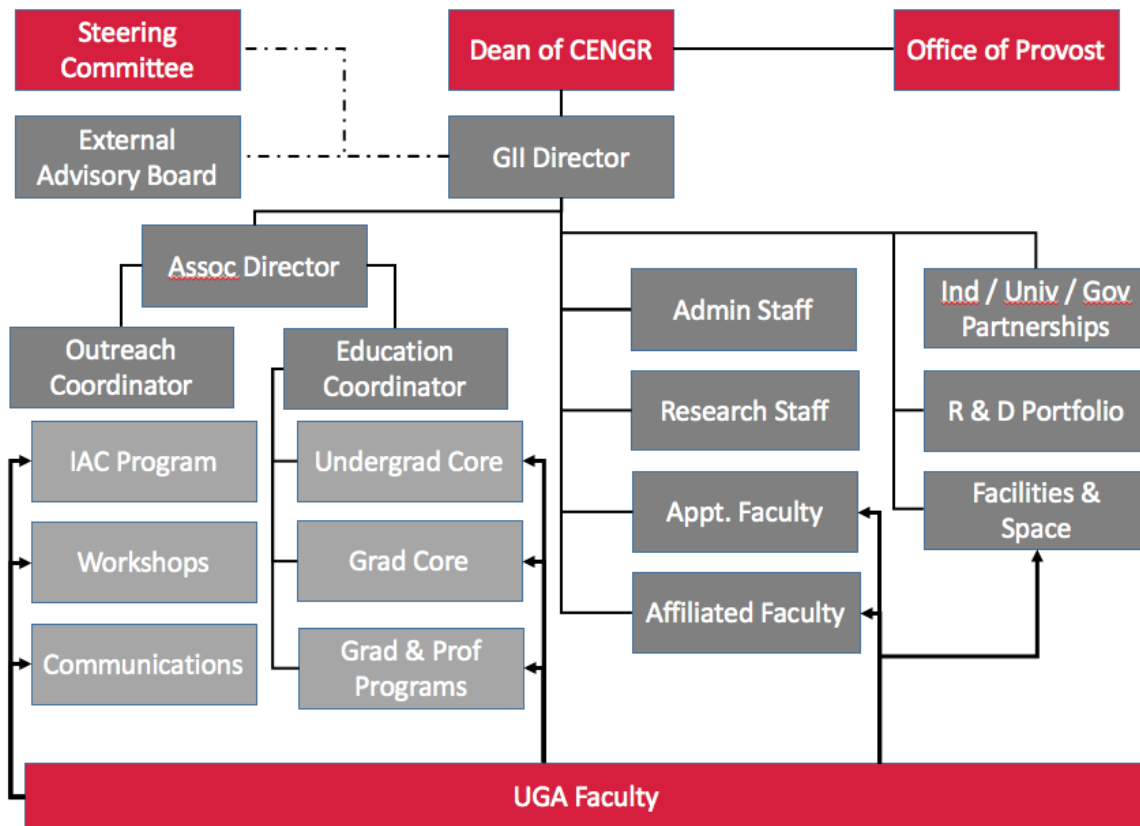 Steering
Committee
Dean of CENGR
Office of Provost
External
Advisory Board
GII Director
Assoc Director
Admin Staff
Ind / Univ / Gov
Partnerships
Outreach
Coordinator
Education
Coordinator
Research Staff
R & D Portfolio
IAC Program
Undergrad Core
Appt. Faculty
Facilities &
Space
Workshops
Grad Core
Affiliated Faculty
Communications
Grad & Prof
Programs
UGA Faculty